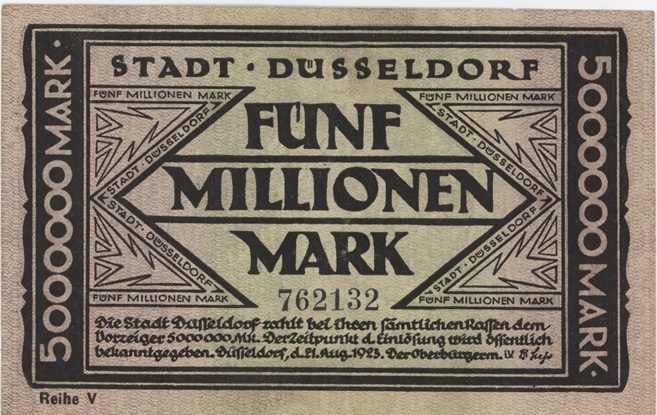 STADT · DÜSSELDORF
FÜNF MILLIONEN MARK
FÜNF MILLIONEN MARK
STADT · DÜSSELDORF
STADT · DÜSSELDORF
FÜNF
MILLIONEN
MARK
STADT · DÜSSELDORF
STADT · DÜSSELDORF
FÜNF MILLIONEN MARK
762132
FÜNF MILLIONEN MARK
5000000 MARK·
5000000 MARK·
Die Stadt Düsseldorf zahlt bei ihren sämtlichen Kassen dem
Vorzeiger 5000000 Mk. Der Zeitpunkt d. Einlösung wird öffentlich
bekanntgegeben. Düsseldorf, d. 21. Aug. 1923. Der Oberbürgerm. i.V.
Reihe V